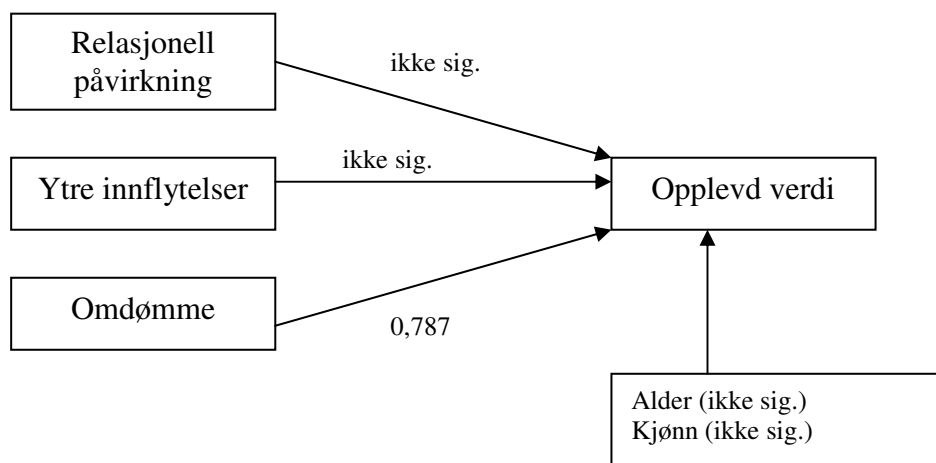 Relasjonell
påvirkning
ikke sig.
ikke sig.
Ytre innflytelser
Opplevd verdi
Omdømme
0,787
Alder (ikke sig.)
Kjønn (ikke sig.)